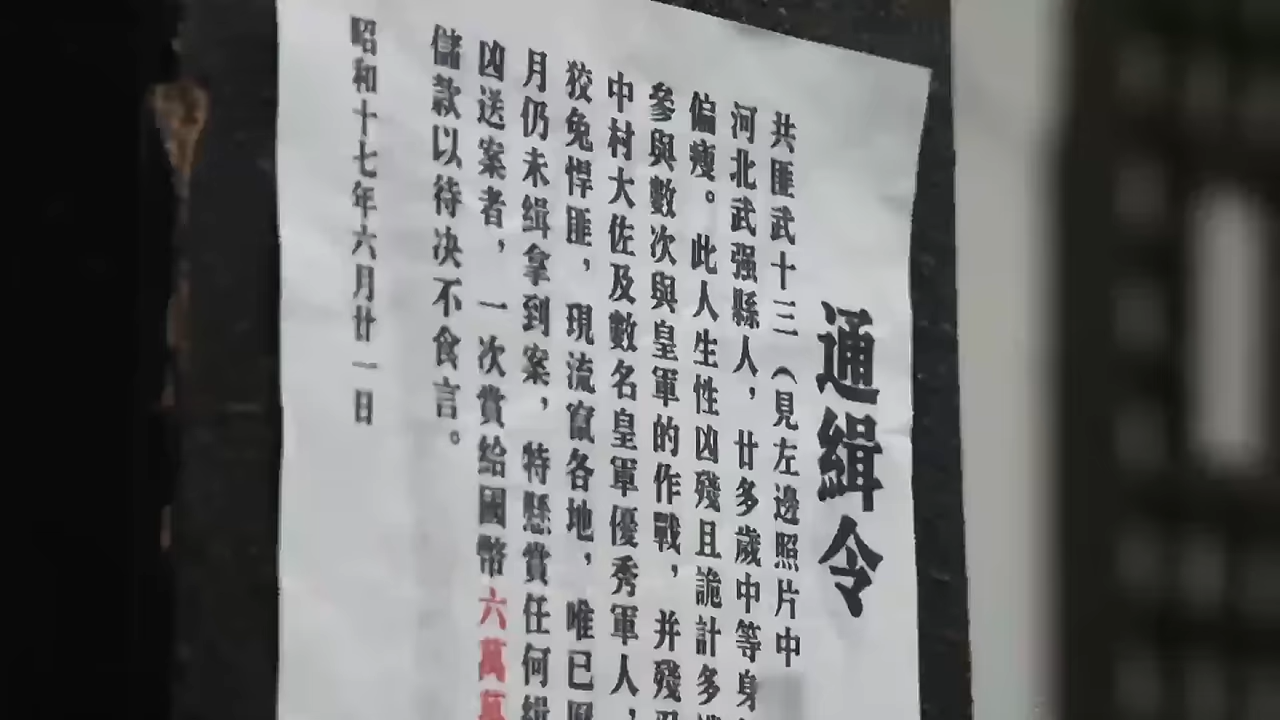 通緝令
共匪武十三（見左邊照片中
河北武强縣人，廿多歲中等身
偏瘦。此人生性凶殘且詭計多
參與數次與皇軍的作戰，并殘
中村大佐及數名皇軍優秀軍人，
狡兔悍匪，現流竄各地，唯已
月仍未緝拿到案，特懸賞任何緝
凶送案者，一次賞給國幣六萬
儲款以待决不食言。
昭和十七年六月廿一日